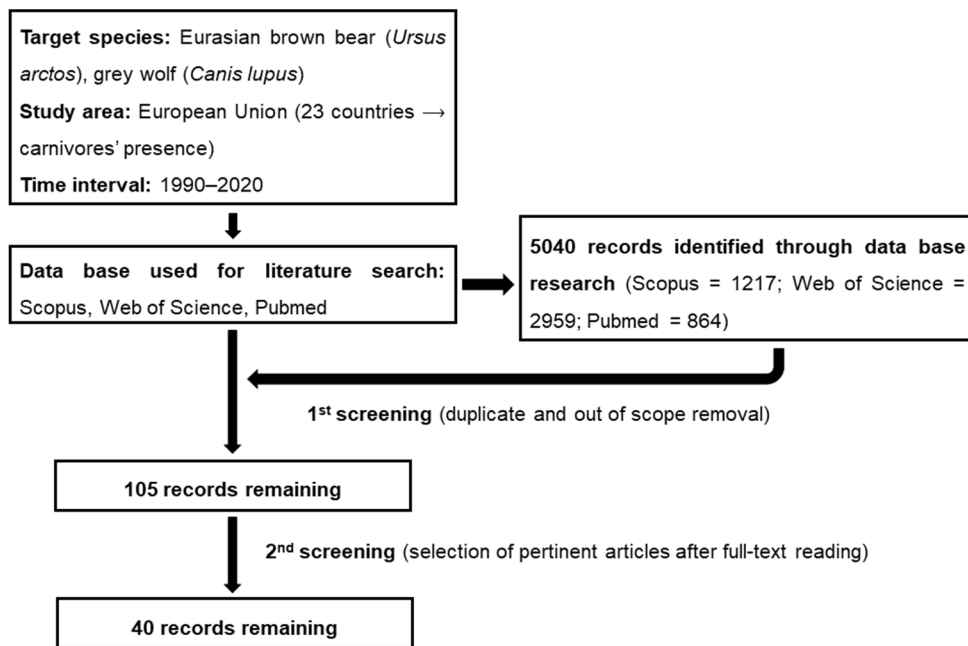 Target species: Eurasian brown bear (Ursus
arctos), grey wolf (Canis lupus)
Study area: European Union (23 countries →
carnivores’ presence)
Time interval: 1990–2020
Data base used for literature search:
Scopus, Web of Science, Pubmed
5040 records identified through data base
research (Scopus = 1217; Web of Science =
2959; Pubmed = 864)
1st screening (duplicate and out of scope removal)
105 records remaining
2nd screening (selection of pertinent articles after full-text reading)
40 records remaining